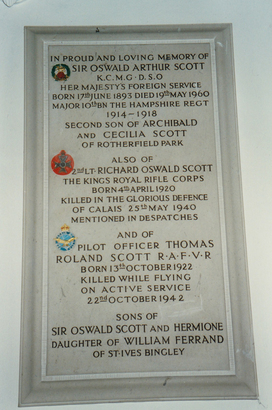 IN PROUD AND LOVING MEMORY OF
SIR OSWALD ARTHUR SCOTT
K.C.M.G. D.S.O
HER MAJESTY'S FOREIGN SERVICE
BORN 17TH JUNE 1893 DIED 19TH MAY 1960
MAJOR 10TH BN THE HAMPSHIRE REGT
1914-1918
SECOND SON OF ARCHIBALD
AND CECILIA SCOTT
OF ROTHERFIELD PARK
ALSO OF
2ND LT. RICHARD OSWALD SCOTT
THE KINGS ROYAL RIFLE CORPS
BORN 4TH APRIL 1920
KILLED IN THE GLORIOUS DEFENCE
OF CALAIS 25TH MAY 1940
MENTIONED IN DESPATCHES
AND OF
PILOT OFFICER THOMAS
ROLAND SCOTT R·A·F·V·R
BORN 13TH OCTOBER 1922
KILLED WHILE FLYING
ON ACTIVE SERVICE
22ND OCTOBER 1942
SONS OF
SIR OSWALD SCOTT AND HERMIONE
DAUGHTER OF WILLIAM FERRAND
OF ST·IVES BINGLEY